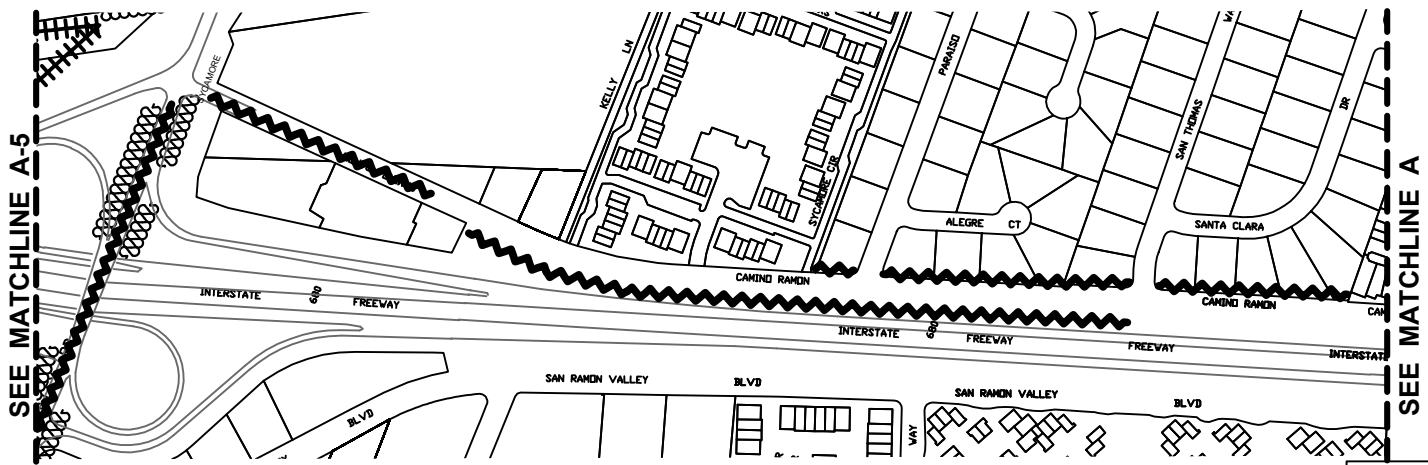 SEE MATCHLINE A-5
SYCAMORE
KELLY LN
SYCAMORE CIR
PARAISO
SAN THOMAS
DR
ALEGRE CT
SANTA CLARA
CAMINO RAMON
CAMINO RAMON
INTERSTATE 680 FREEWAY
INTERSTATE 680 FREEWAY
FREEWAY
INTERSTAT
SAN RAMON VALLEY BLVD
SAN RAMON VALLEY BLVD
BLVD
WAY
SEE MATCHLINE A